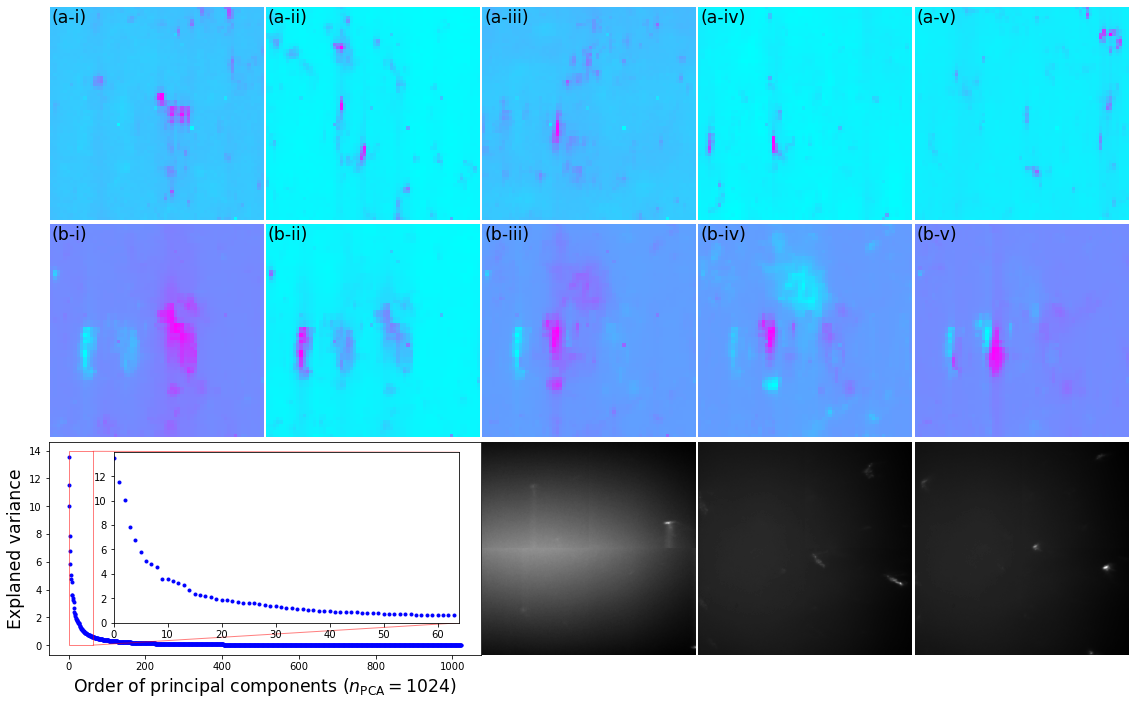 (a-i)
(a-ii)
(a-iii)
(a-iv)
(a-v)
(b-i)
(b-ii)
(b-iii)
(b-iv)
(b-v)
Explaned variance
14
12
10
8
6
4
2
0
12
10
8
6
4
2
0
0 10 20 30 40 50 60
0 200 400 600 800 1000
Order of principal components (nPCA = 1024)